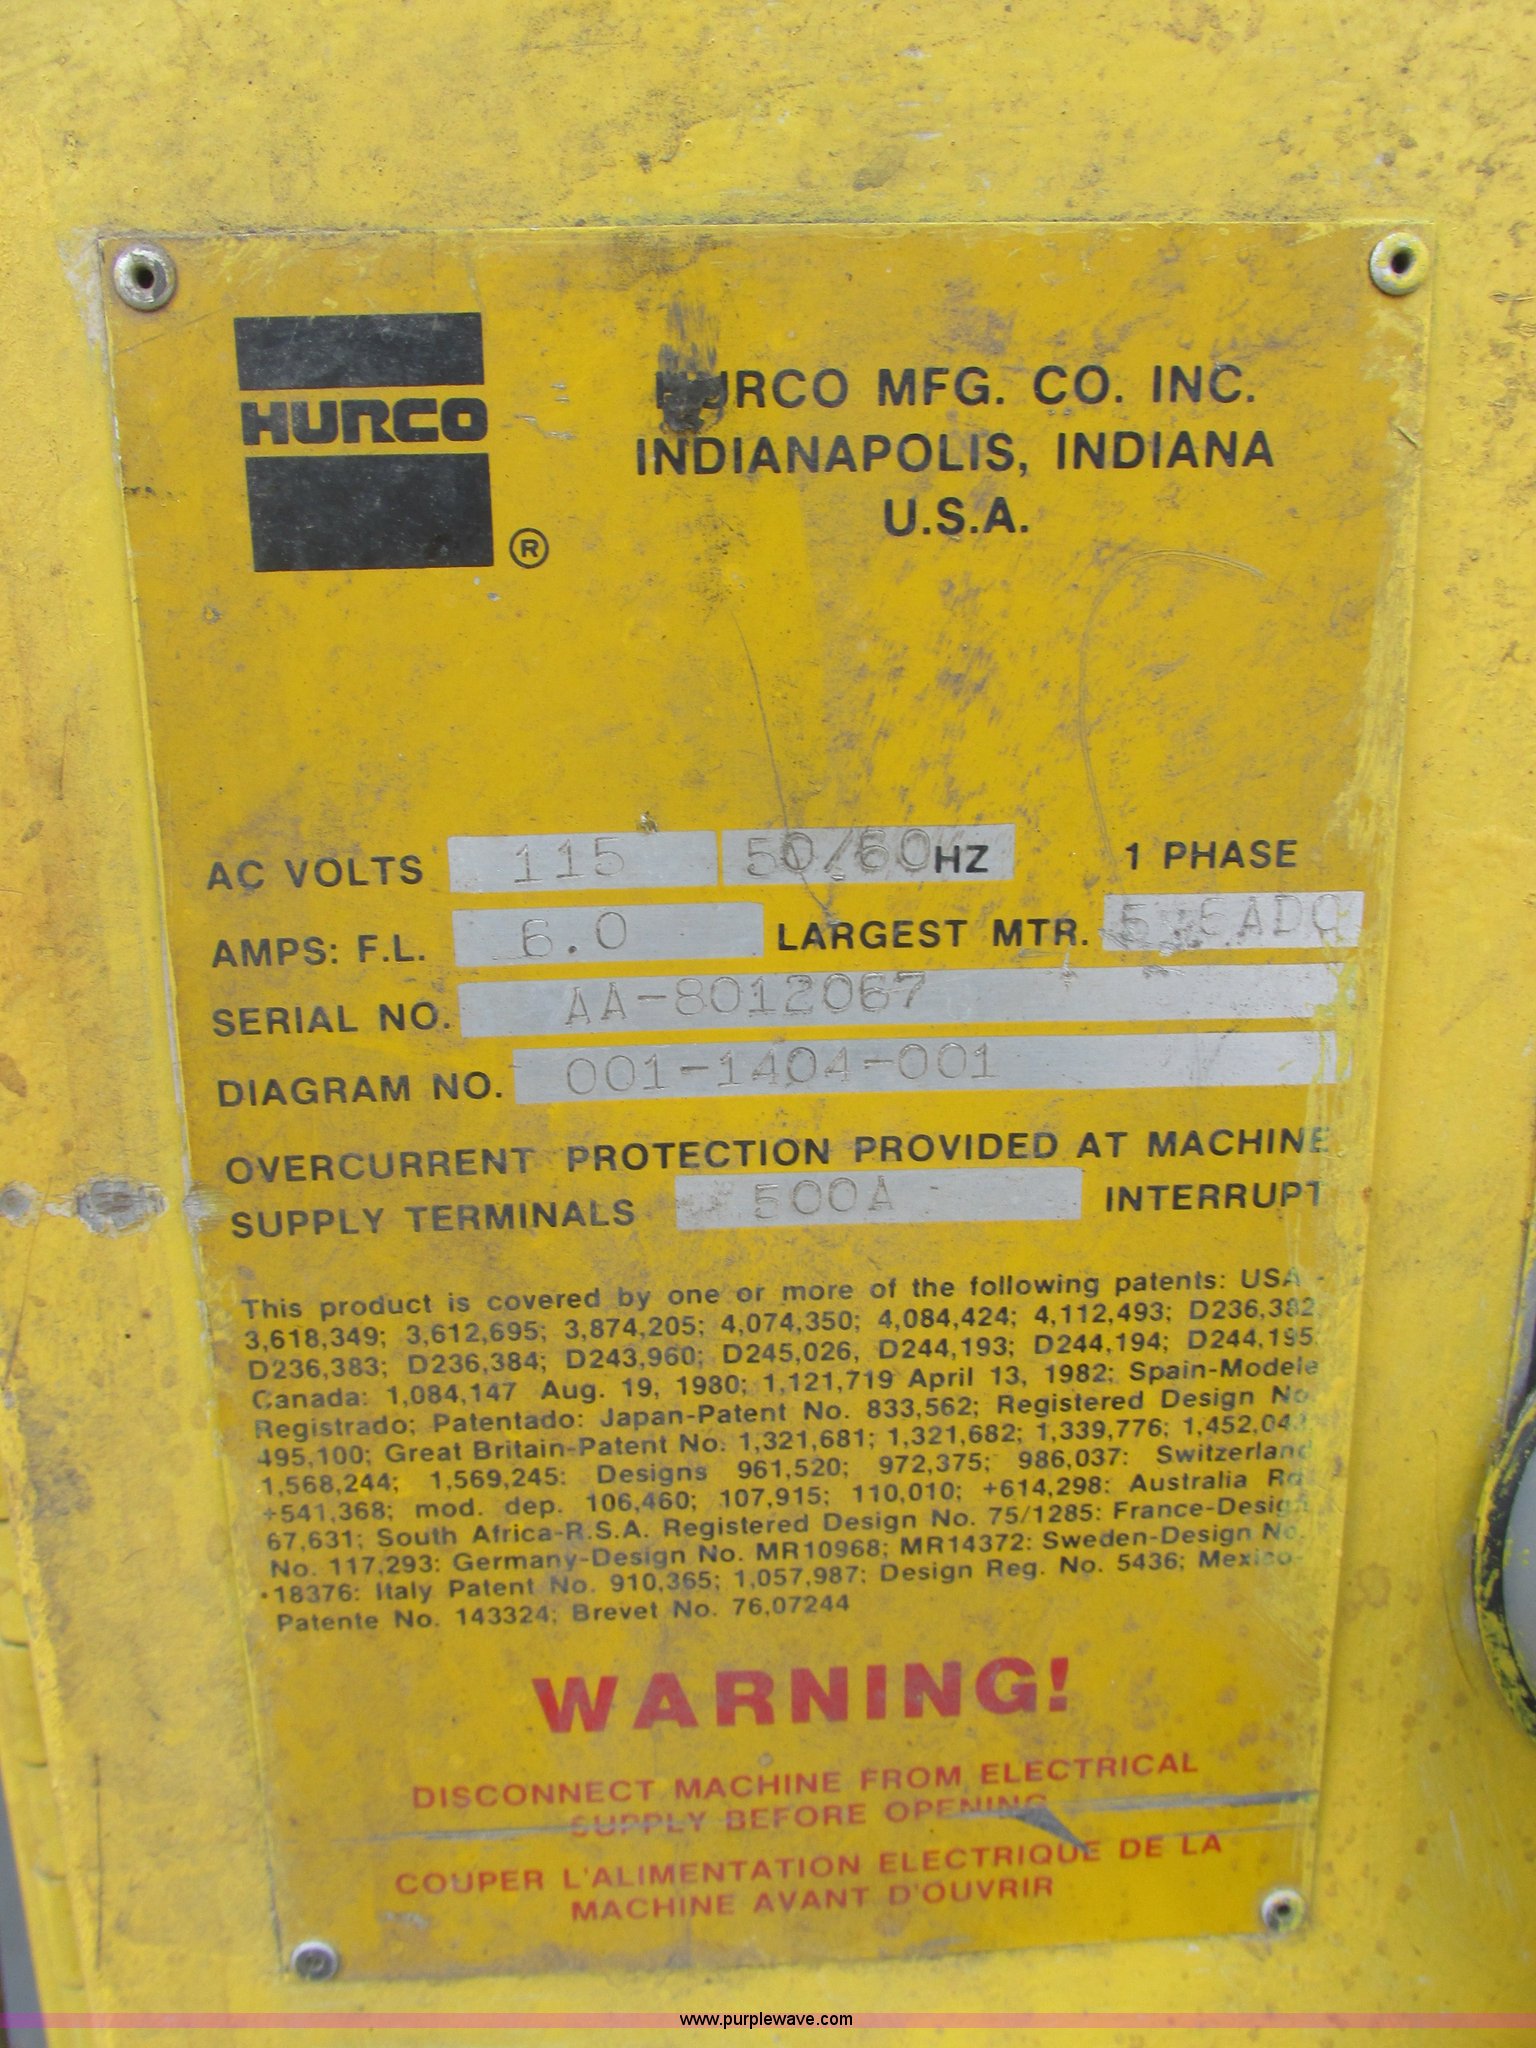 HURCO
®
HURCO MFG. CO. INC.
INDIANAPOLIS, INDIANA
U.S.A.
AC VOLTS 115 50/60 HZ 1 PHASE
AMPS: F.L. 6.0 LARGEST MTR.
SERIAL NO. AA-8012067
DIAGRAM NO. 001-1404-001
OVERCURRENT PROTECTION PROVIDED AT MACHINE
SUPPLY TERMINALS 500A INTERRUPT
This product is covered by one or more of the following patents: USA -
3,618,349; 3,612,695; 3,874,205; 4,074,350; 4,084,424; 4,112,493; D236,382,
D236,383; D236,384; D243,960; D245,026, D244,193; D244,194; D244,195.
Canada: 1,084,147 Aug. 19, 1980; 1,121,719 April 13, 1982; Spain-Modele
Registrado; Patentado: Japan-Patent No. 833,562; Registered Design No.
495,100; Great Britain-Patent No. 1,321,681; 1,321,682; 1,339,776;
1,568,244; 1,569,245: Designs 961,520; 972,375; 986,037: Switzerland
+541,368; mod. dep. 106,460; 107,915; 110,010; +614,298: Australia Rd.
67,631; South Africa-R.S.A. Registered Design No. 75/1285: France-Design
No. 117,293: Germany-Design No. MR10968; MR14372: Sweden-Design No.
18376: Italy Patent No. 910,365; 1,057,987; Design Reg. No. 5436; Mexico-
Patente No. 143324; Brevet No. 76,07244
WARNING!
DISCONNECT MACHINE FROM ELECTRICAL
SUPPLY BEFORE OPENING
COUPER L'ALIMENTATION ELECTRIQUE DE LA
MACHINE AVANT D'OUVRIR
www.purplewave.com